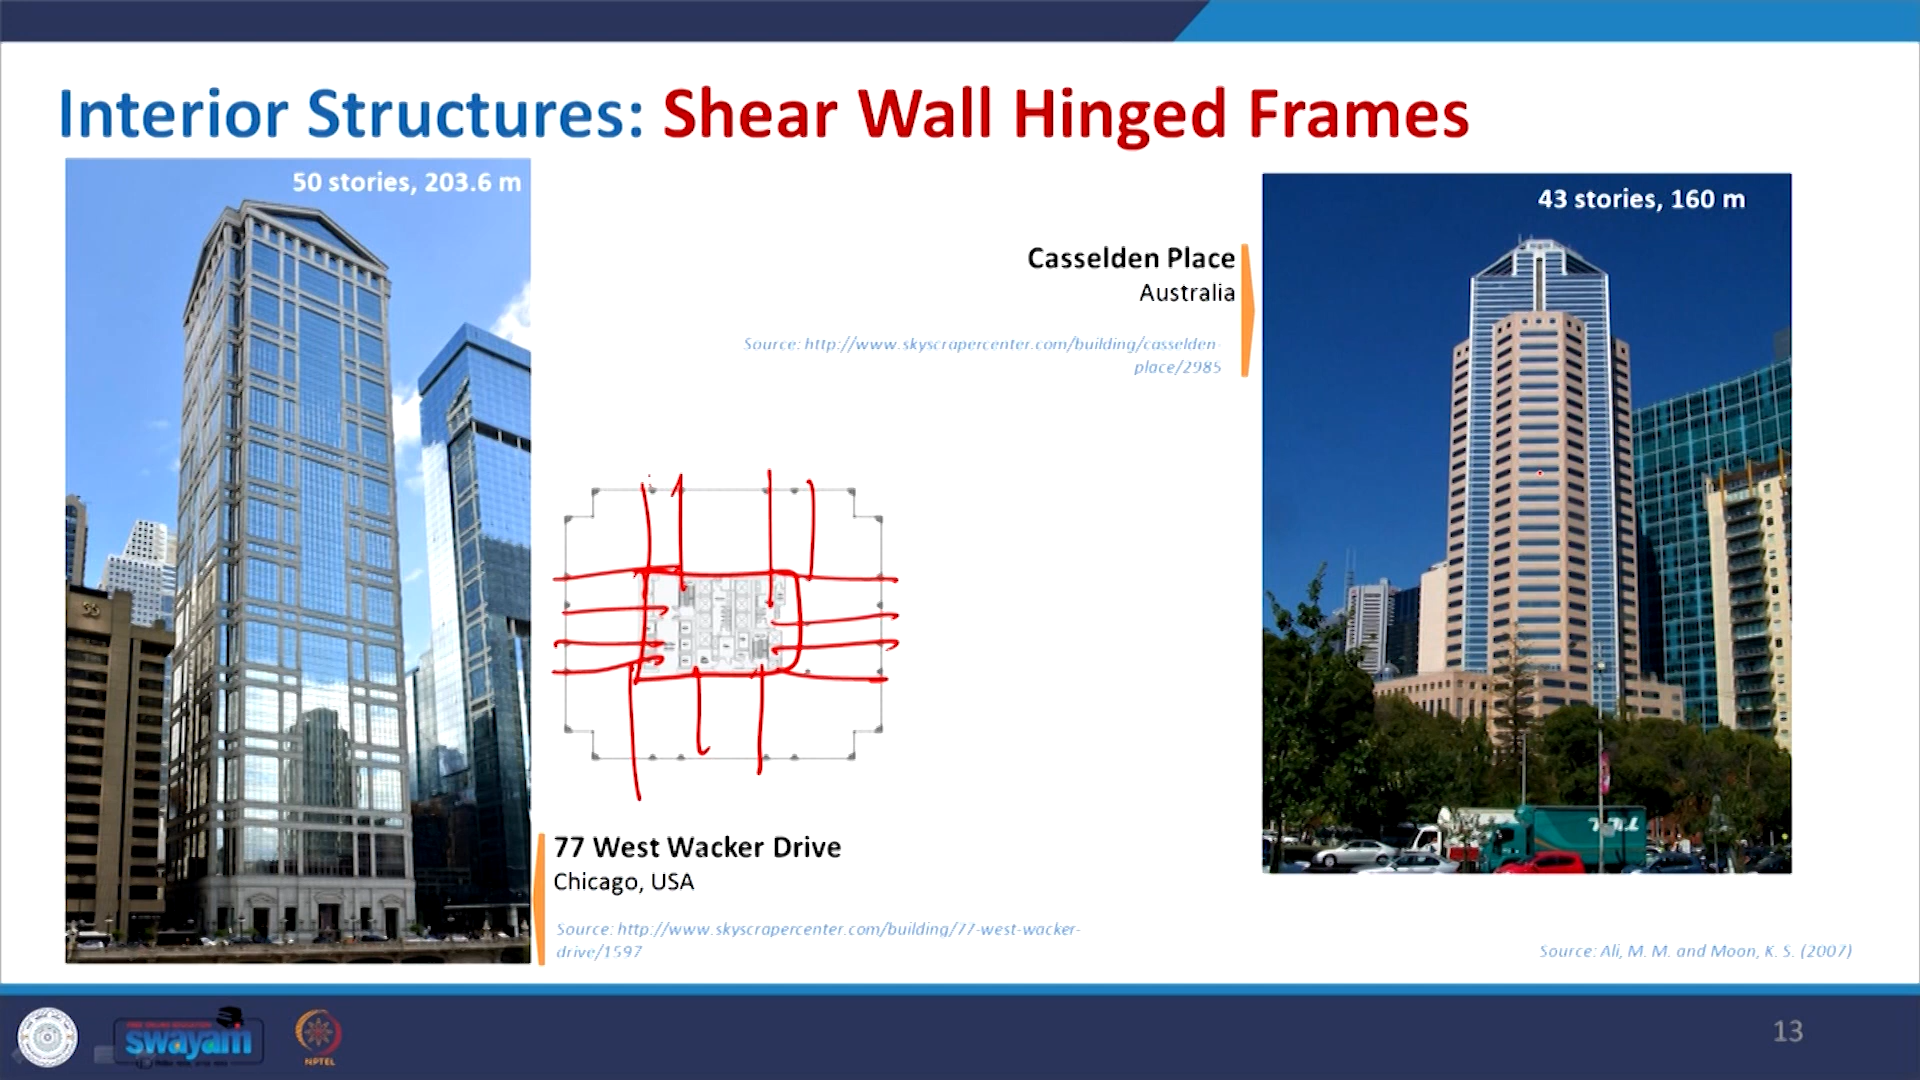 Interior Structures: Shear Wall Hinged Frames
50 stories, 203.6 m
43 stories, 160 m
Casselden Place
Australia
Source: http://www.skyscrapercenter.com/building/casselden-
place/2985
77 West Wacker Drive
Chicago, USA
Source: http://www.skyscrapercenter.com/building/77-west-wacker-
drive/1597
Source: Ali, M. M. and Moon, K. S. (2007)
swayam
NPTEL
13